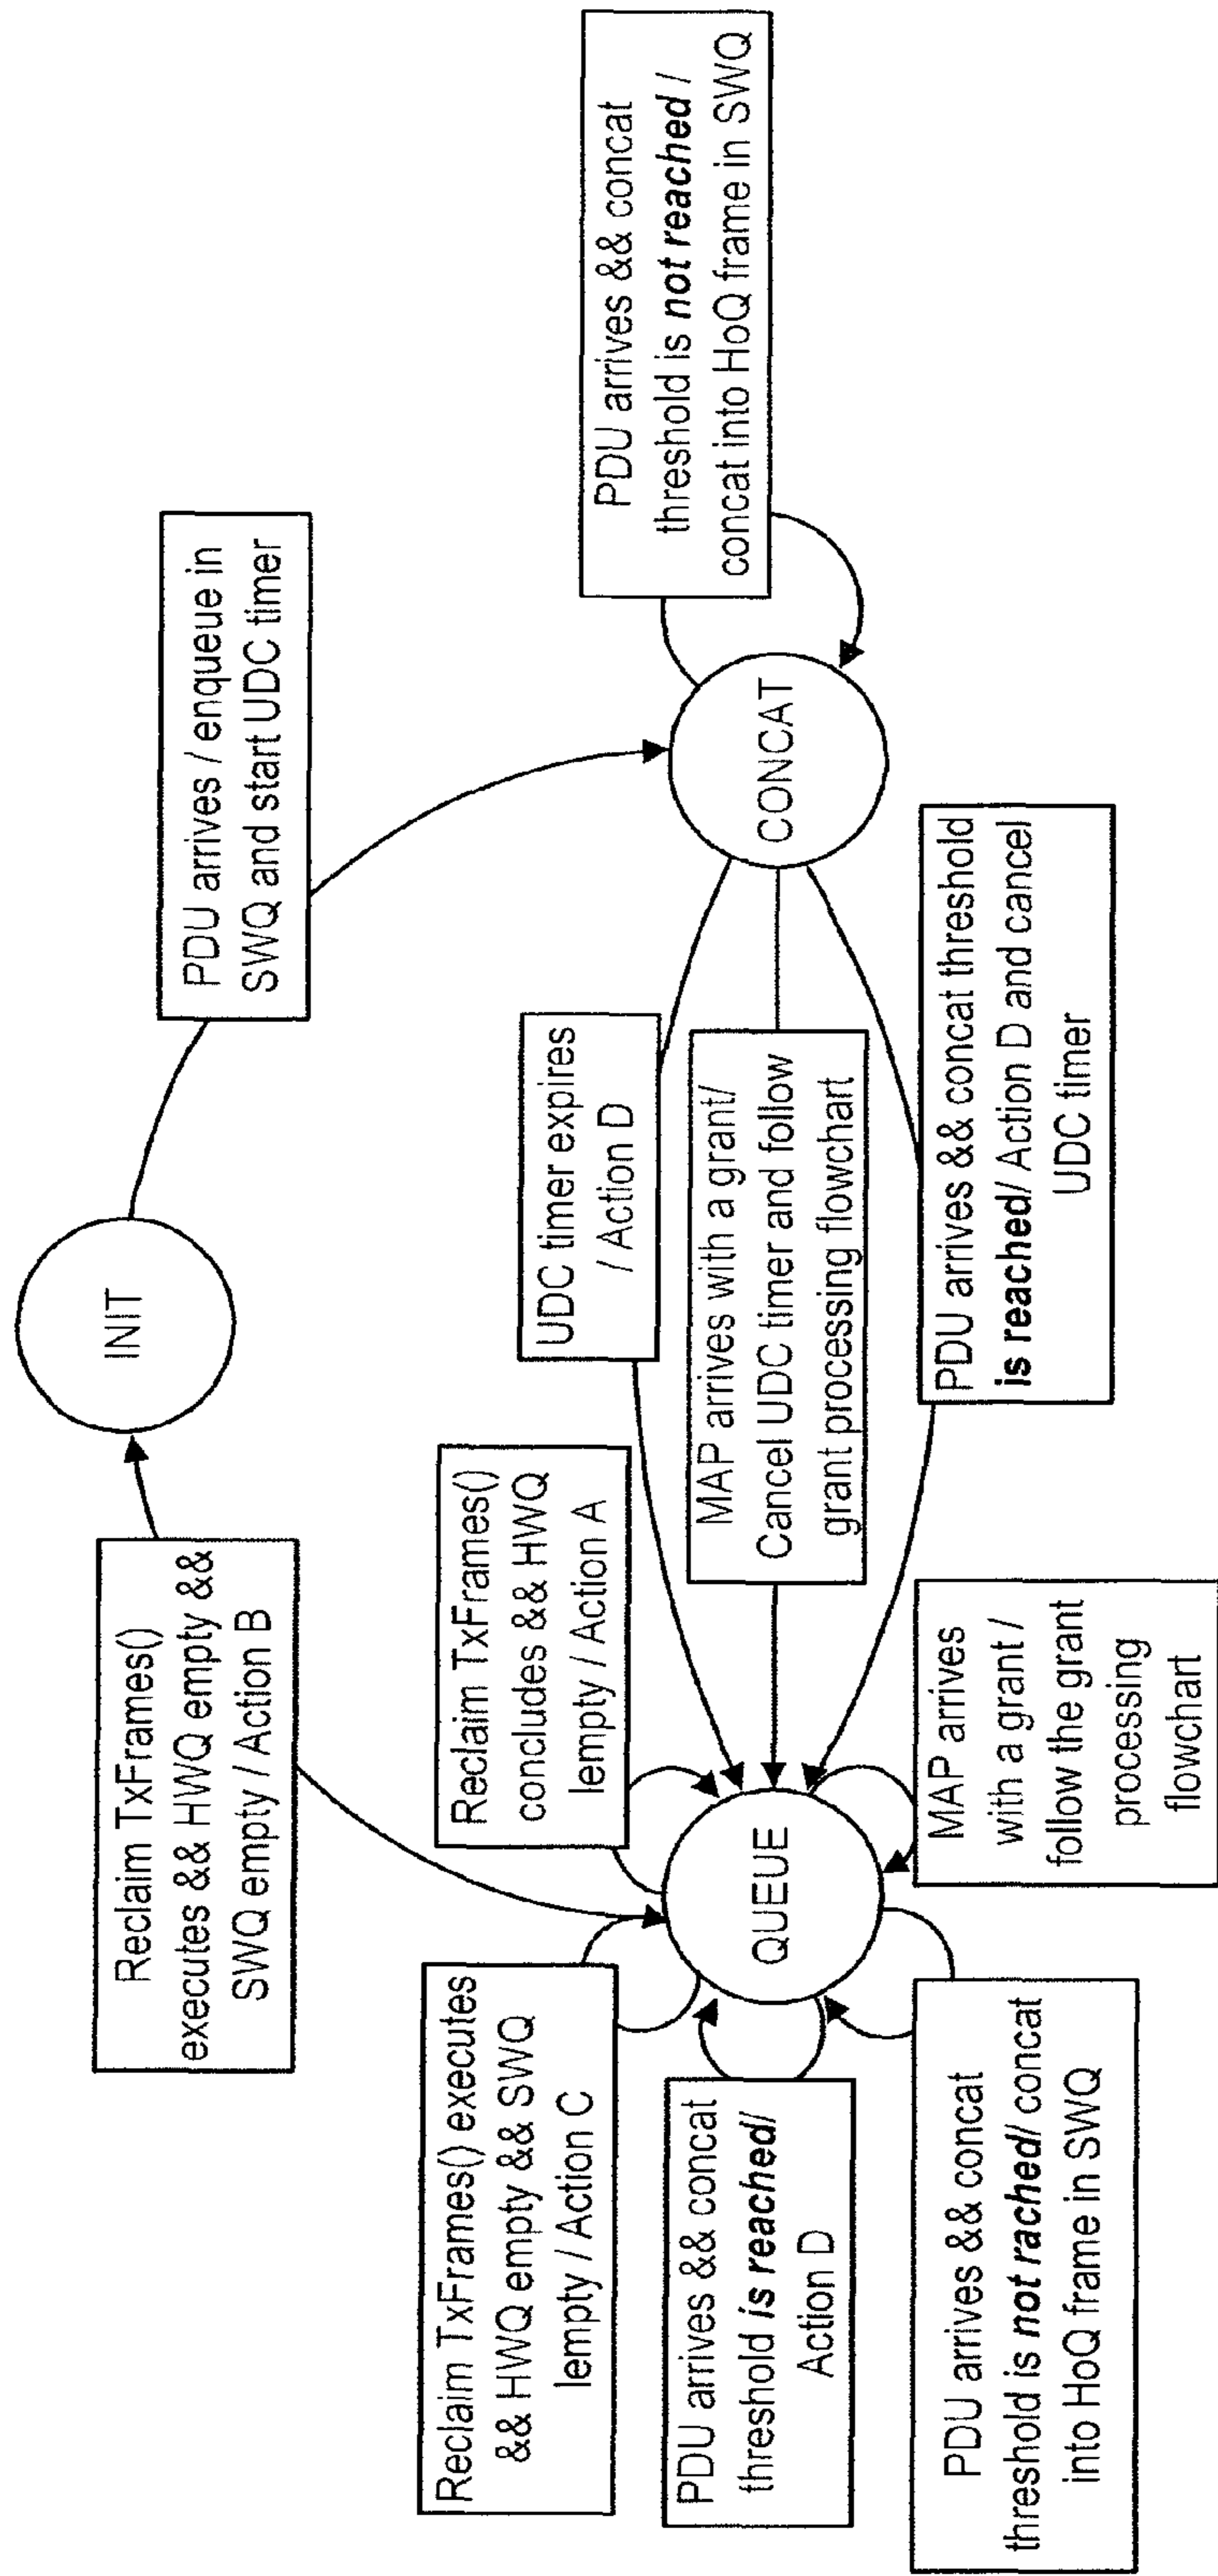 INIT
Reclaim TxFrames()
executes && HWQ empty &&
SWQ empty / Action B
PDU arrives / enqueue in
SWQ and start UDC timer
Reclaim TxFrames() executes
&& HWQ empty && SWQ
lempty / Action C
Reclaim TxFrames()
concludes && HWQ
lempty / Action A
UDC timer expires
/ Action D
PDU arrives && concat
threshold is not reached /
concat into HoQ frame in SWQ
PDU arrives && concat
threshold is reached/
Action D
QUEUE
MAP arrives with a grant/
Cancel UDC timer and follow
grant processing flowchart
CONCAT
PDU arrives && concat
threshold is not rached/ concat
into HoQ frame in SWQ
MAP arrives
with a grant /
follow the grant
processing
flowchart
PDU arrives && concat threshold
is reached/ Action D and cancel
UDC timer